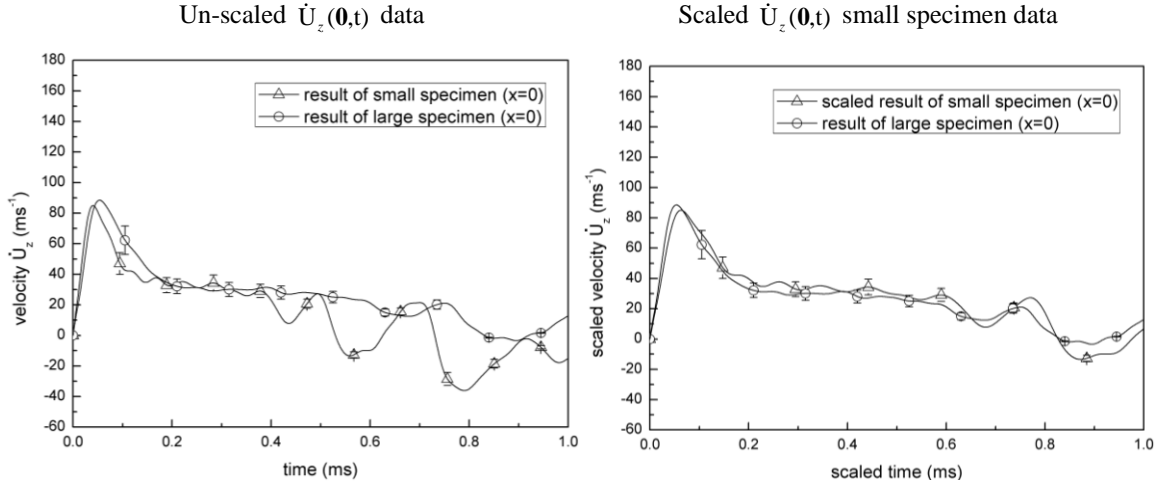 Un-scaled U̇z(0,t) data
180
160
140
120
100
80
60
40
20
0
-20
-40
-60
velocity U̇z (ms-1)
result of small specimen (x=0)
result of large specimen (x=0)
0.0 0.2 0.4 0.6 0.8 1.0
time (ms)
Scaled U̇z(0,t) small specimen data
180
160
140
120
100
80
60
40
20
0
-20
-40
-60
scaled velocity U̇z (ms-1)
scaled result of small specimen (x=0)
result of large specimen (x=0)
0.0 0.2 0.4 0.6 0.8 1.0
scaled time (ms)